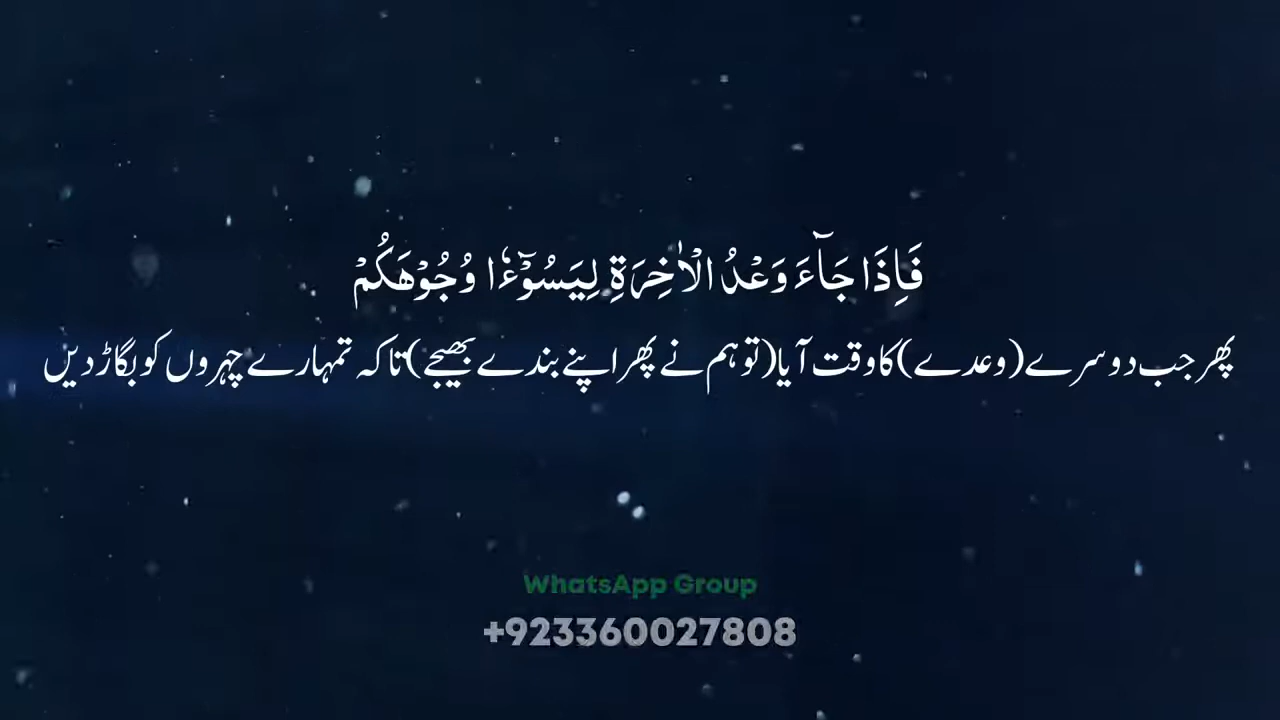 فَاِذَا جَآءَ وَعْدُ الْاٰخِرَةِ لِيَسُوْٓءٗا وُجُوْهَكُمْ
پھر جب دوسرے (وعدے) کا وقت آیا (تو ہم نے پھر اپنے بندے بھیجے) تاکہ تمہارے چہروں کو بگاڑ دیں
WhatsApp Group
+923360027808